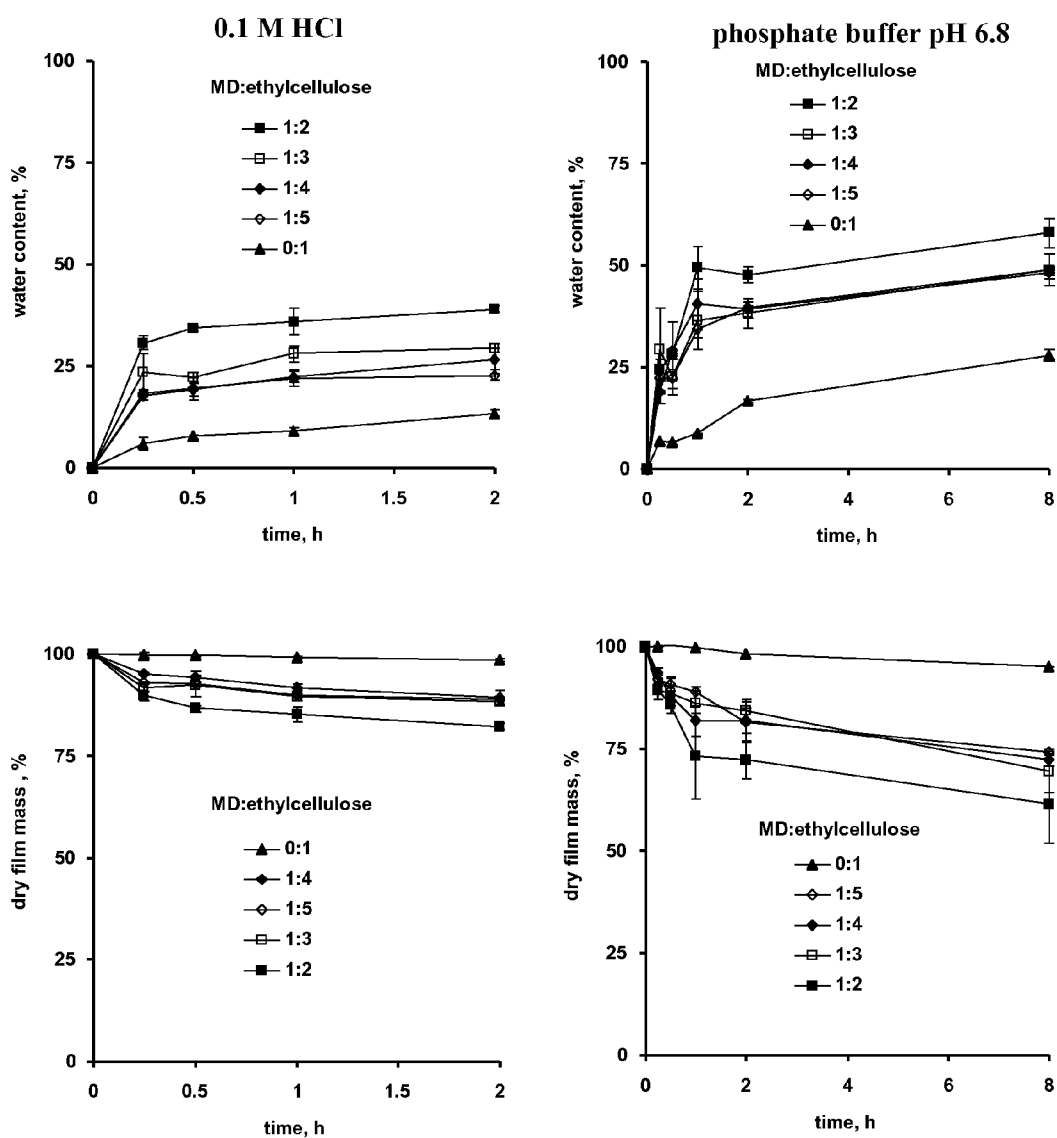 0.1 M HCl
100
75
50
25
0
water content, %
MD:ethylcellulose
1:2
1:3
1:4
1:5
0:1
0 0.5 1 1.5 2
time, h
phosphate buffer pH 6.8
100
75
50
25
0
water content, %
MD:ethylcellulose
1:2
1:3
1:4
1:5
0:1
0 2 4 6 8
time, h
100
75
50
25
0
dry film mass , %
MD:ethylcellulose
0:1
1:4
1:5
1:3
1:2
0 0.5 1 1.5 2
time, h
100
75
50
25
0
dry film mass, %
MD:ethylcellulose
0:1
1:5
1:4
1:3
1:2
0 2 4 6 8
time, h